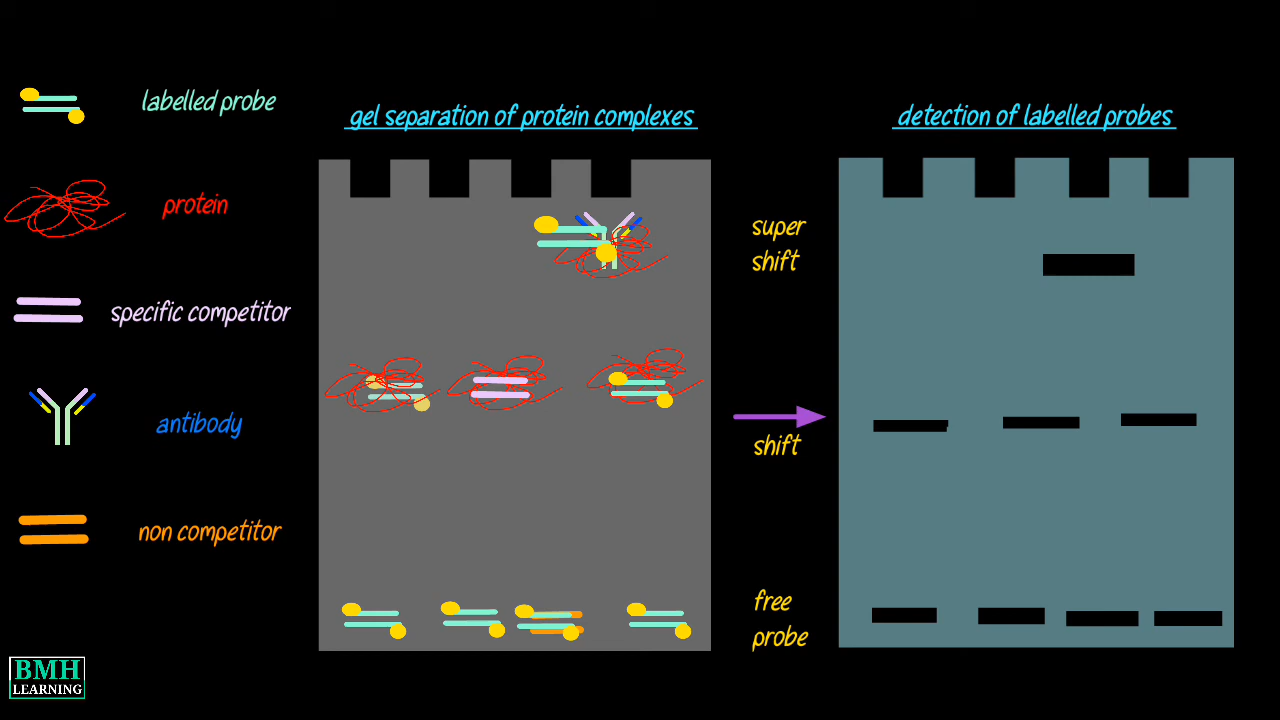 labelled probe
protein
specific competitor
antibody
non competitor
gel separation of protein complexes
detection of labelled probes
super
shift
shift
free
probe
BMH
LEARNING